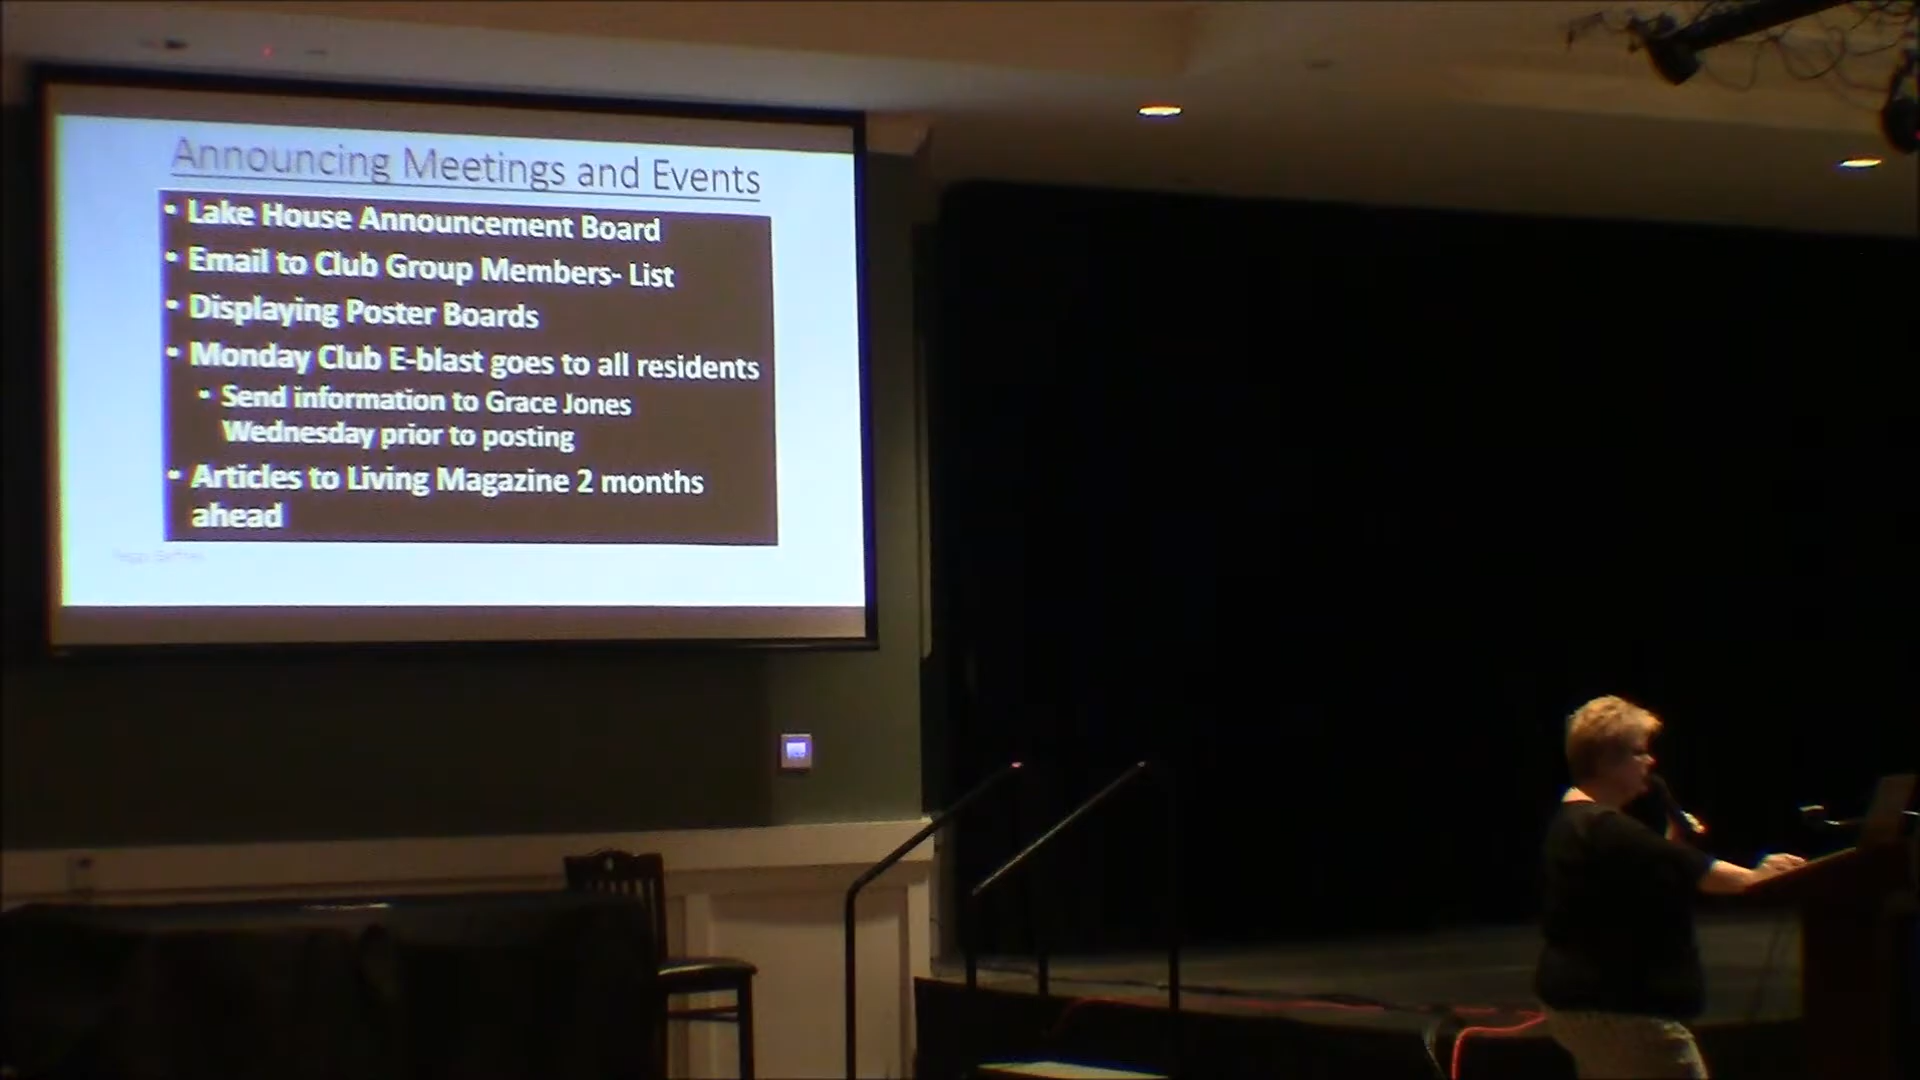 Announcing Meetings and Events
• Lake House Announcement Board
• Email to Club Group Members- List
• Displaying Poster Boards
• Monday Club E-blast goes to all residents
• Send information to Grace Jones
Wednesday prior to posting
• Articles to Living Magazine 2 months
ahead